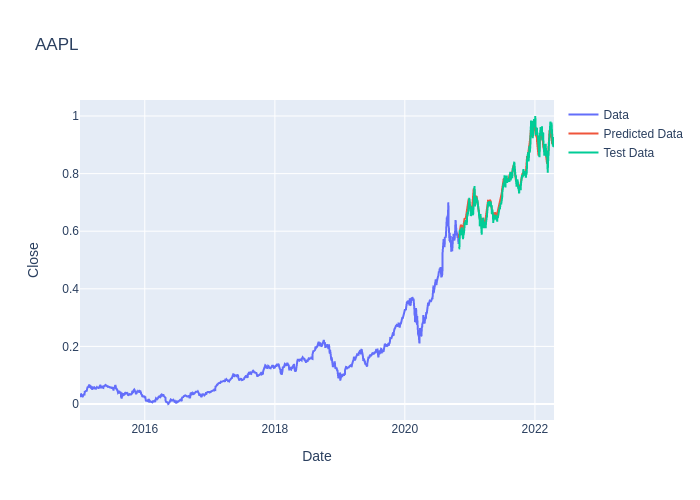 AAPL
Data
Predicted Data
Test Data
1
0.8
0.6
0.4
0.2
0
Close
2016
2018
2020
2022
Date